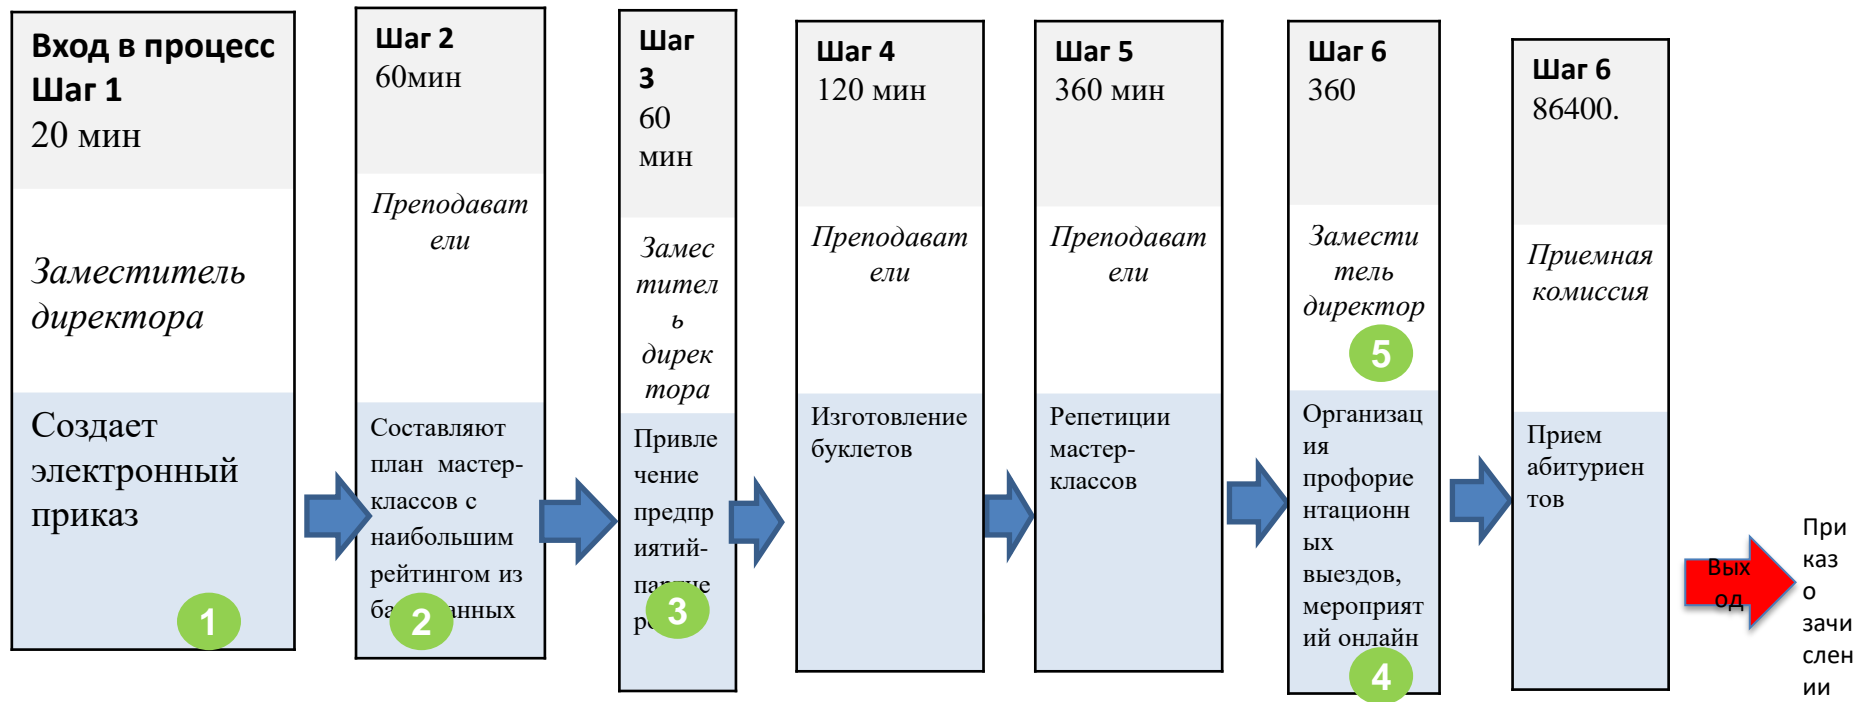 Вход в процесс
Шаг 1
20 мин
Заместитель
директора
Создает
электронный
приказ
1
Шаг 2
60мин
Преподават
ели
Составляют
план мастер-
классов с
наибольшим
рейтингом из
2
Шаг
3
60
мин
Замес
тител
ь
дирек
тора
Привле
чение
предпр
иятий-
3
Шаг 4
120 мин
Преподават
ели
Изготовление
буклетов
Шаг 5
360 мин
Преподават
ели
Репетиции
мастер-
классов
Шаг 6
360
Замести
тель
директор
5
Организац
ия
профорие
нтационн
ых
выездов,
мероприят
ий онлайн
4
Шаг 6
86400.
Приемная
комиссия
Прием
абитуриен
тов
Вых
од
При
каз
о
зачи
слен
ии